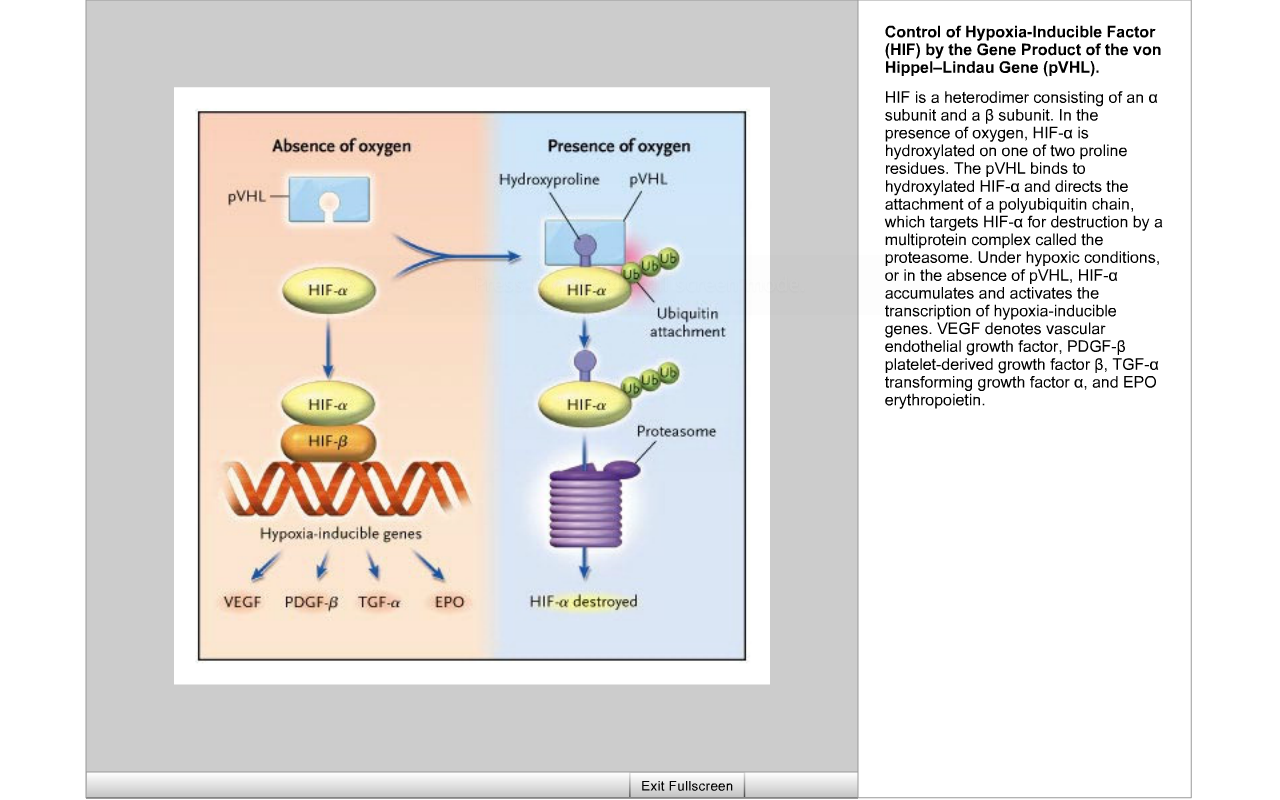 Control of Hypoxia-Inducible Factor
(HIF) by the Gene Product of the von
Hippel–Lindau Gene (pVHL).
HIF is a heterodimer consisting of an α
subunit and a β subunit. In the
presence of oxygen, HIF-α is
hydroxylated on one of two proline
residues. The pVHL binds to
hydroxylated HIF-α and directs the
attachment of a polyubiquitin chain,
which targets HIF-α for destruction by a
multiprotein complex called the
proteasome. Under hypoxic conditions,
or in the absence of pVHL, HIF-α
accumulates and activates the
transcription of hypoxia-inducible
genes. VEGF denotes vascular
endothelial growth factor, PDGF-β
platelet-derived growth factor β, TGF-α
transforming growth factor α, and EPO
erythropoietin.
Absence of oxygen
pVHL
HIF-α
HIF-α
HIF-β
Hypoxia-inducible genes
VEGF PDGF-β TGF-α EPO
Presence of oxygen
Hydroxyproline pVHL
HIF-α Ub Ub Ub
Ubiquitin
attachment
HIF-α Ub Ub Ub
Proteasome
HIF-α destroyed
Exit Fullscreen